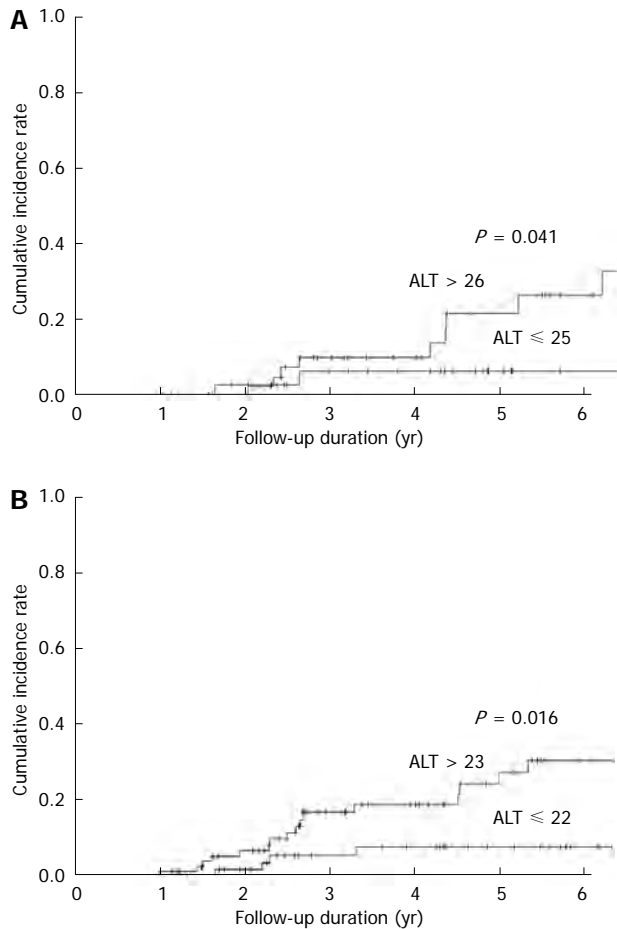 A
1.0
0.8
0.6
0.4
0.2
0.0
Cumulative incidence rate
P = 0.041
ALT > 26
ALT ⩽ 25
0 1 2 3 4 5 6
Follow-up duration (yr)
B
1.0
0.8
0.6
0.4
0.2
0.0
Cumulative incidence rate
P = 0.016
ALT > 23
ALT ⩽ 22
0 1 2 3 4 5 6
Follow-up duration (yr)